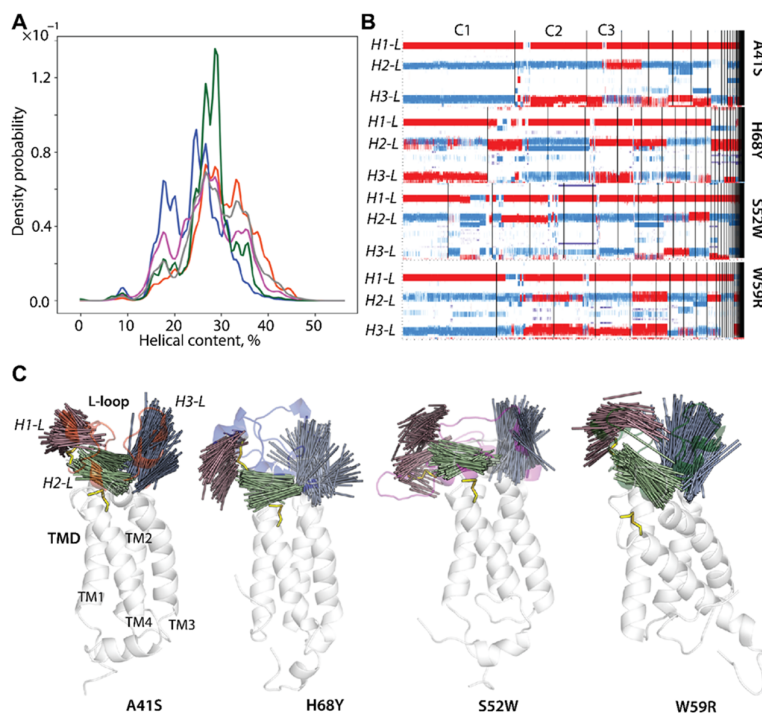 A
×10⁻¹
1.2
0.8
0.4
0.0
Density probability
0 10 20 30 40 50
Helical content, %
B
C1 C2 C3
H1-L
H2-L
H3-L
A41S
H1-L
H2-L
H3-L
H68Y
H1-L
H2-L
H3-L
S52W
H1-L
H2-L
H3-L
W59R
C
L-loop
H3-L
H1-L
H2-L
TMD
TM2
TM1
TM4
TM3
A41S H68Y S52W W59R